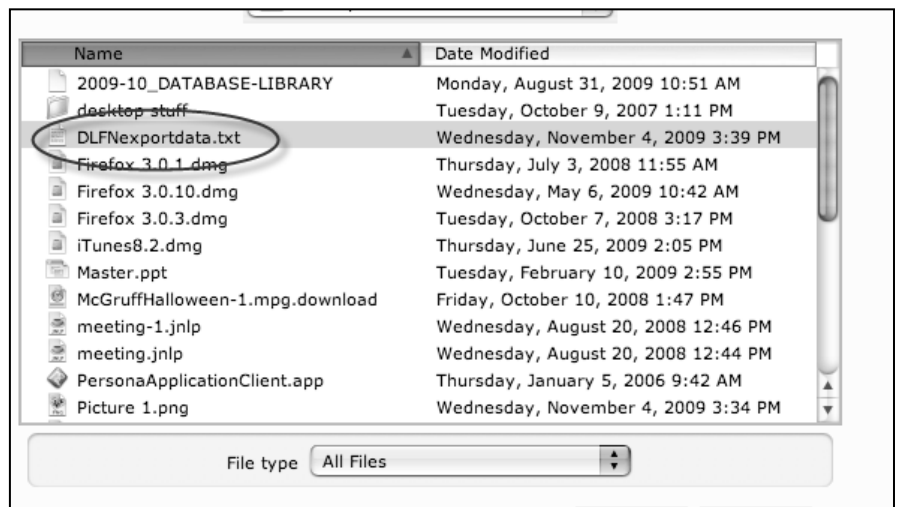 Name Date Modified
2009-10_DATABASE-LIBRARY Monday, August 31, 2009 10:51 AM
desktop stuff Tuesday, October 9, 2007 1:11 PM
DLFNexportdata.txt Wednesday, November 4, 2009 3:39 PM
Firefox 3.0.1.dmg Thursday, July 3, 2008 11:55 AM
Firefox 3.0.10.dmg Wednesday, May 6, 2009 10:42 AM
Firefox 3.0.3.dmg Tuesday, October 7, 2008 3:17 PM
iTunes8.2.dmg Thursday, June 25, 2009 2:05 PM
Master.ppt Tuesday, February 10, 2009 2:55 PM
McGruffHalloween-1.mpg.download Friday, October 10, 2008 1:47 PM
meeting-1.jnlp Wednesday, August 20, 2008 12:46 PM
meeting.jnlp Wednesday, August 20, 2008 12:44 PM
PersonaApplicationClient.app Thursday, January 5, 2006 9:42 AM
Picture 1.png Wednesday, November 4, 2009 3:34 PM
File type All Files